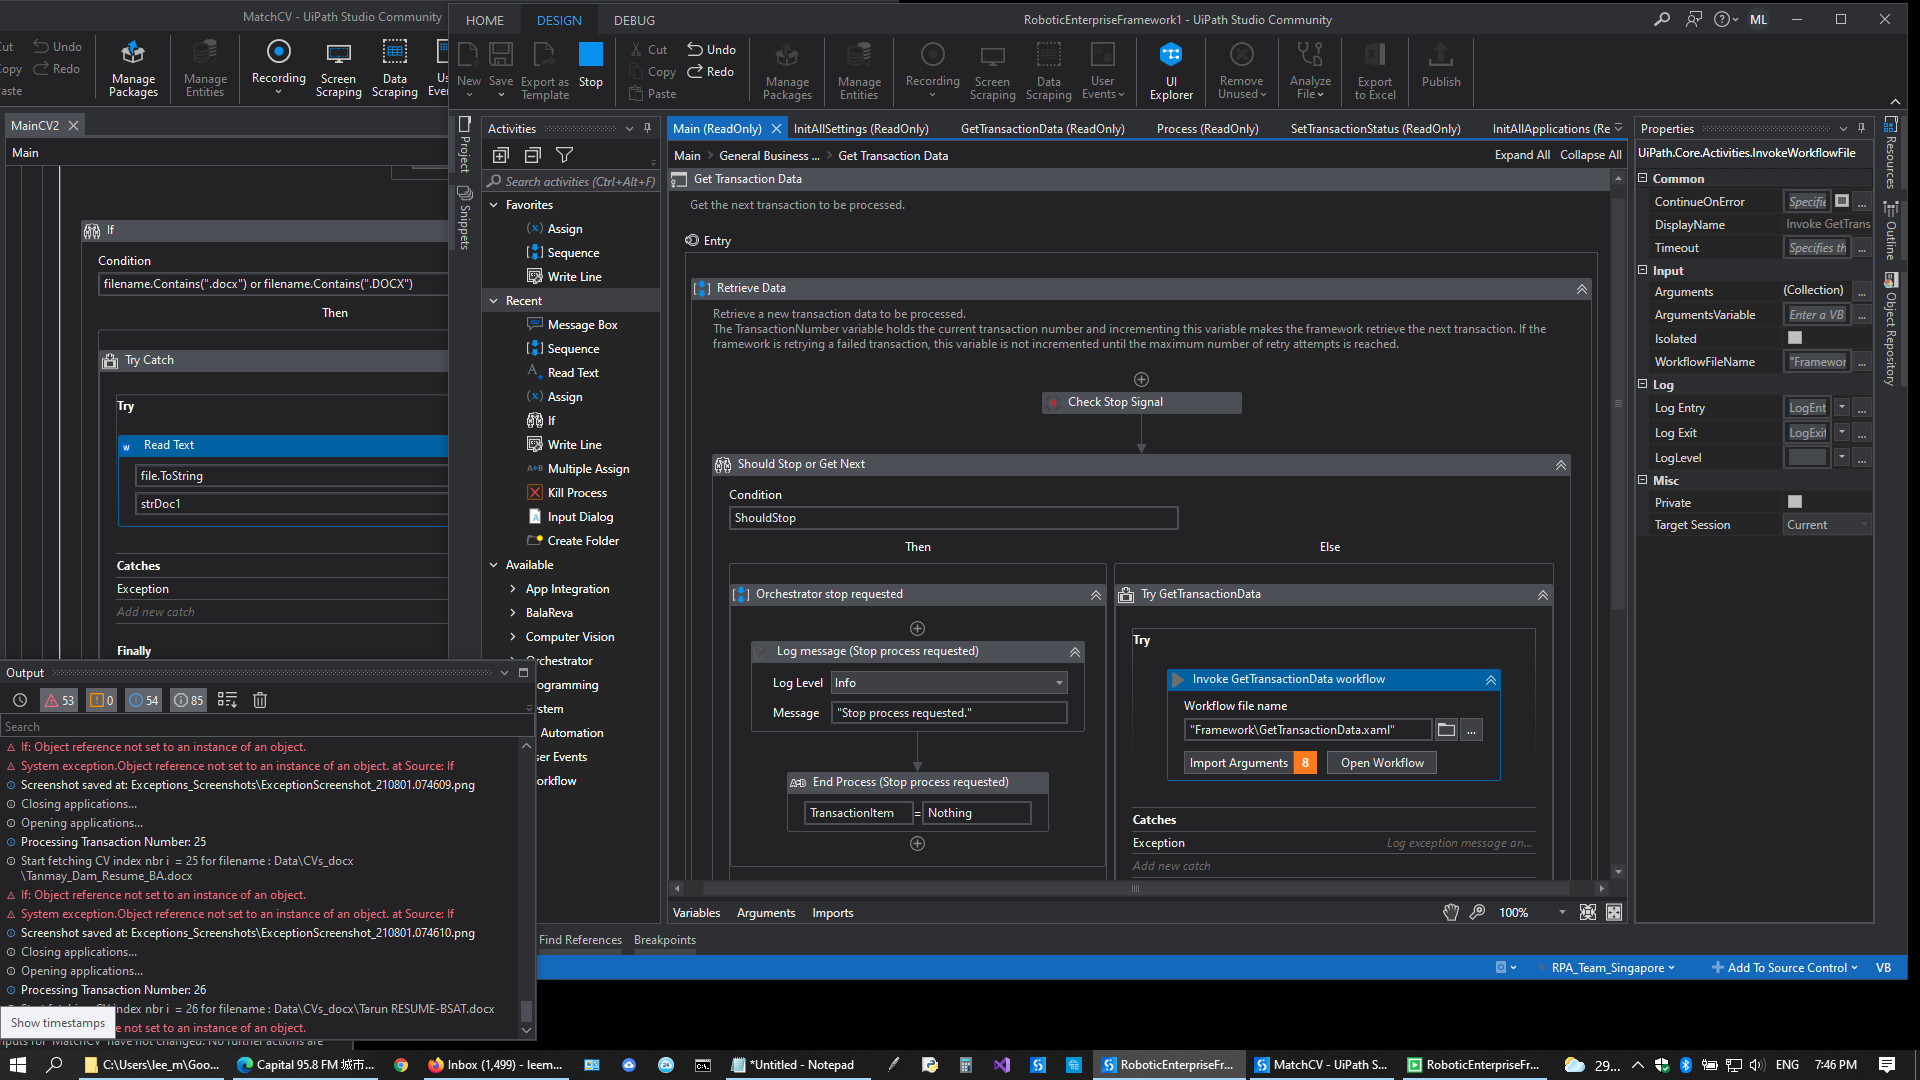 MatchCV - UiPath Studio Community
Undo
Redo
Manage Packages
Manage Entities
Recording
Screen Scraping
Data Scraping
MainCV2
Main
If
Condition
filename.Contains(".docx") or filename.Contains(".DOCX")
Then
Try Catch
Try
Read Text
file.ToString
strDoc1
Catches
Exception
Add new catch
Finally
HOME
DESIGN
DEBUG
RoboticEnterpriseFramework1 - UiPath Studio Community
ML
New
Save
Export as Template
Stop
Cut
Copy
Paste
Undo
Redo
Manage Packages
Manage Entities
Recording
Screen Scraping
Data Scraping
User Events
UI Explorer
Remove Unused
Analyze File
Export to Excel
Publish
Project
Snippets
Activities
Search activities (Ctrl+Alt+F)
Favorites
Assign
Sequence
Write Line
Recent
Message Box
Sequence
Read Text
Assign
If
Write Line
Multiple Assign
Kill Process
Input Dialog
Create Folder
Available
App Integration
BalaReva
Computer Vision
Orchestrator
Automation
Main (ReadOnly)
InitAllSettings (ReadOnly)
GetTransactionData (ReadOnly)
Process (ReadOnly)
SetTransactionStatus (ReadOnly)
InitAllApplications (Re
Main > General Business ... > Get Transaction Data
Expand All
Collapse All
Get Transaction Data
Get the next transaction to be processed.
Entry
Retrieve Data
Retrieve a new transaction data to be processed.
The TransactionNumber variable holds the current transaction number and incrementing this variable makes the framework retrieve the next transaction. If the
framework is retrying a failed transaction, this variable is not incremented until the maximum number of retry attempts is reached.
Check Stop Signal
Should Stop or Get Next
Condition
ShouldStop
Then
Else
Orchestrator stop requested
Log message (Stop process requested)
Log Level Info
Message "Stop process requested."
End Process (Stop process requested)
TransactionItem = Nothing
Try GetTransactionData
Try
Invoke GetTransactionData workflow
Workflow file name
"Framework\GetTransactionData.xaml"
...
Import Arguments 8
Open Workflow
Catches
Exception
Log exception message an...
Add new catch
Variables
Arguments
Imports
100%
Find References
Breakpoints
RPA_Team_Singapore
Add To Source Control
VB
Properties
UiPath.Core.Activities.InvokeWorkflowFile
Common
ContinueOnError Specifie ...
DisplayName Invoke GetTrans
Timeout Specifies th ...
Input
Arguments (Collection) ...
ArgumentsVariable Enter a VB ...
Isolated
WorkflowFileName "Framewor ...
Log
Log Entry LogEnt ...
Log Exit LogExit ...
LogLevel ...
Misc
Private
Target Session Current
Resources
Outline
Object Repository
Output
53
0
54
85
Search
If: Object reference not set to an instance of an object.
System exception.Object reference not set to an instance of an object. at Source: If
Screenshot saved at: Exceptions_Screenshots\ExceptionScreenshot_210801.074609.png
Closing applications...
Opening applications...
Processing Transaction Number: 25
Start fetching CV index nbr i = 25 for filename : Data\CVs_docx
\Tanmay_Dam_Resume_BA.docx
If: Object reference not set to an instance of an object.
System exception.Object reference not set to an instance of an object. at Source: If
Screenshot saved at: Exceptions_Screenshots\ExceptionScreenshot_210801.074610.png
Closing applications...
Opening applications...
Processing Transaction Number: 26
index nbr i = 26 for filename : Data\CVs_docx\Tarun RESUME-BSAT.docx
ce not set to an instance of an object.
Show timestamps
C:\Users\lee_m\Goo...
Capital 95.8 FM 城市...
Inbox (1,499) - leem...
*Untitled - Notepad
RoboticEnterpriseFr...
MatchCV - UiPath S...
RoboticEnterpriseFr...
29...
ENG
7:46 PM